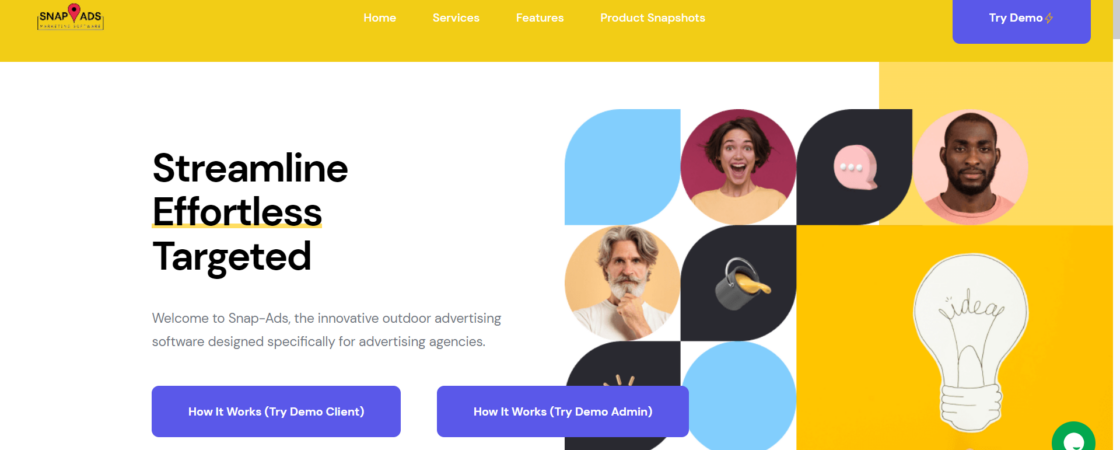 SNAP ADS
MARKETING SOFTWARE
Home
Services
Features
Product Snapshots
Try Demo⚡
Streamline
Effortless
Targeted
Welcome to Snap-Ads, the innovative outdoor advertising
software designed specifically for advertising agencies.
How It Works (Try Demo Client)
How It Works (Try Demo Admin)
idea